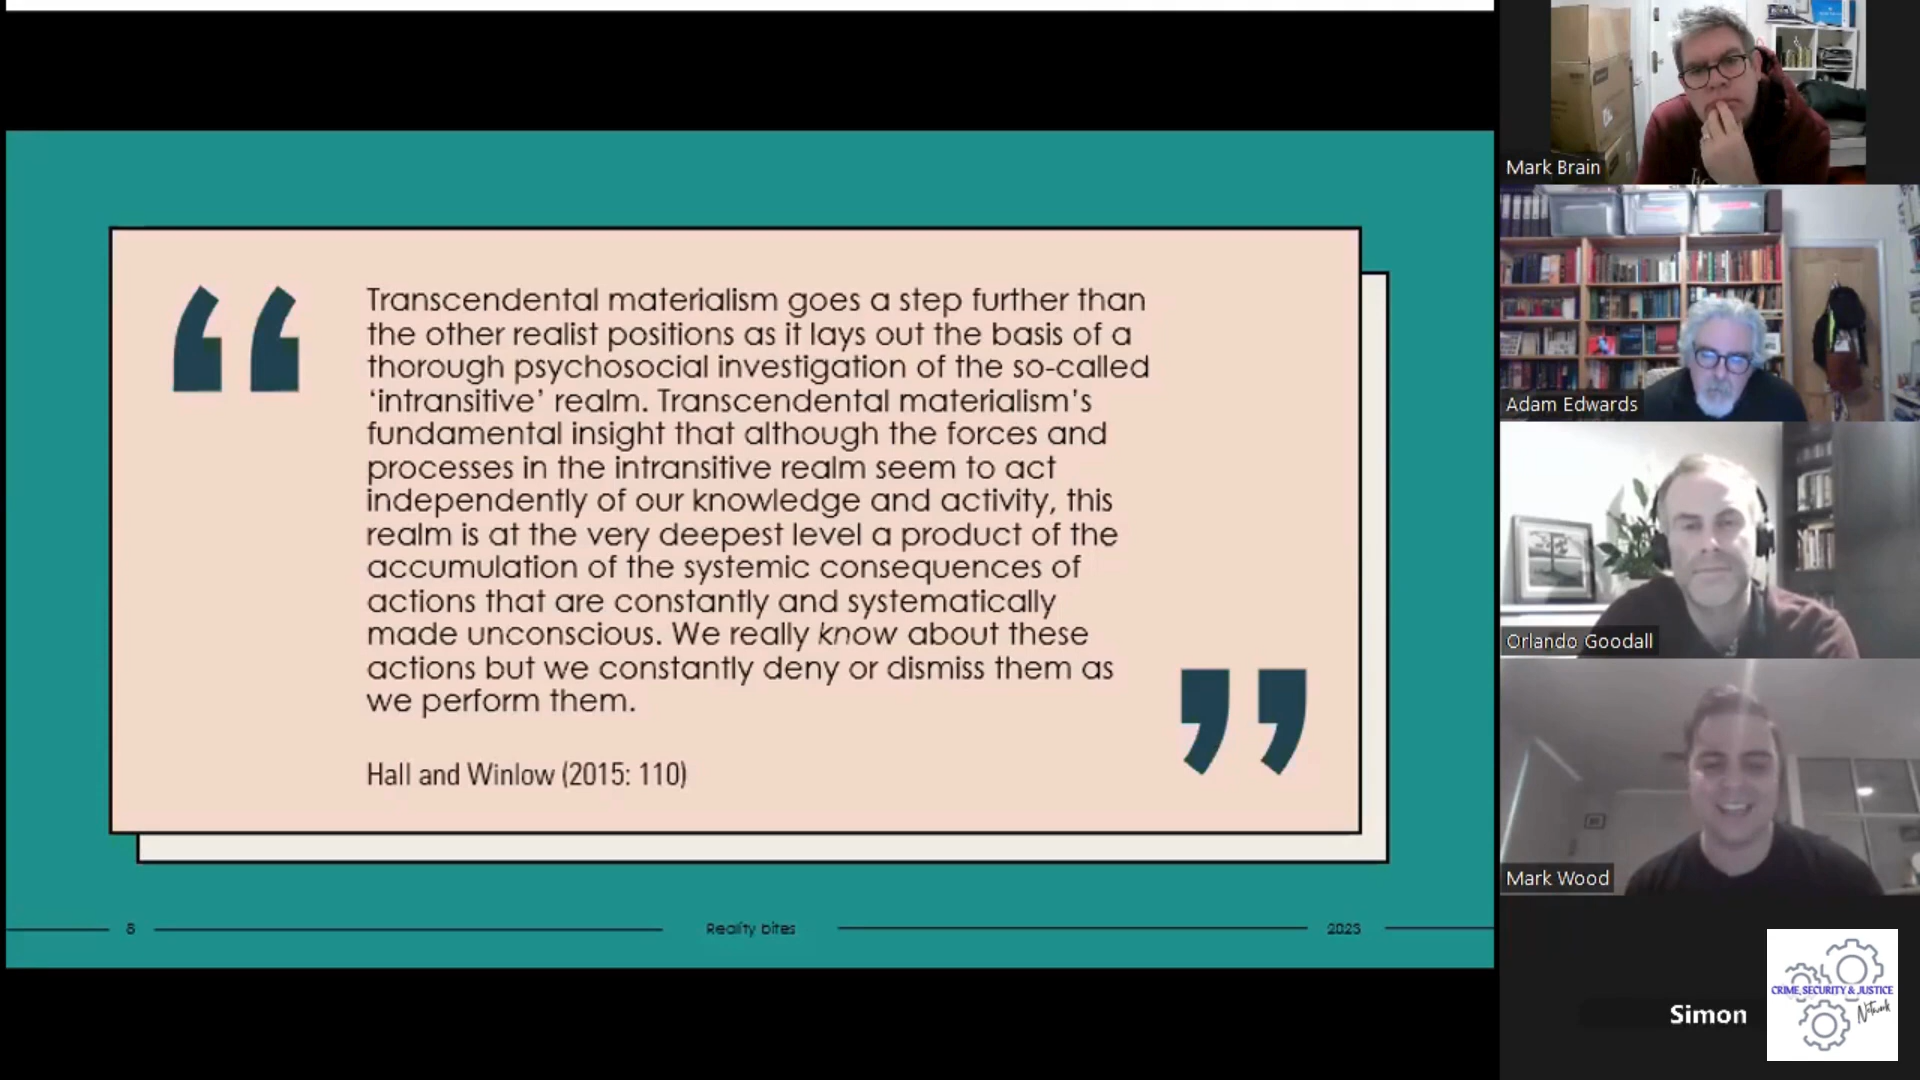 Transcendental materialism goes a step further than
the other realist positions as it lays out the basis of a
thorough psychosocial investigation of the so-called
‘intransitive’ realm. Transcendental materialism’s
fundamental insight that although the forces and
processes in the intransitive realm seem to act
independently of our knowledge and activity, this
realm is at the very deepest level a product of the
accumulation of the systemic consequences of
actions that are constantly and systematically
made unconscious. We really know about these
actions but we constantly deny or dismiss them as
we perform them.
Hall and Winlow (2015: 110)
8
Reality bites
2023
Mark Brain
Adam Edwards
Orlando Goodall
Mark Wood
Simon
CRIME, SECURITY & JUSTICE
Network